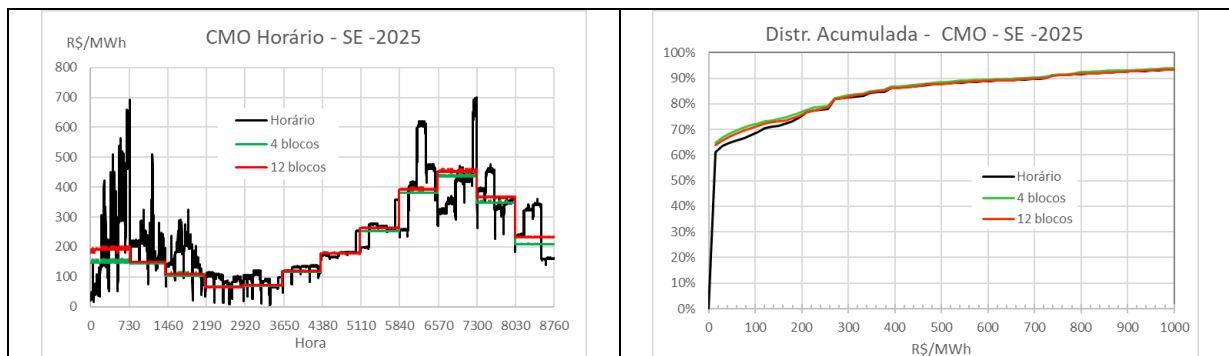 CMO Horário - SE -2025
R$/MWh
800
700
600
500
400
300
200
100
0
Horário
4 blocos
12 blocos
0 730 1460 2190 2920 3650 4380 5110 5840 6570 7300 8030 8760
Hora
Distr. Acumulada - CMO - SE -2025
100%
90%
80%
70%
60%
50%
40%
30%
20%
10%
0%
Horário
4 blocos
12 blocos
0 100 200 300 400 500 600 700 800 900 1000
R$/MWh